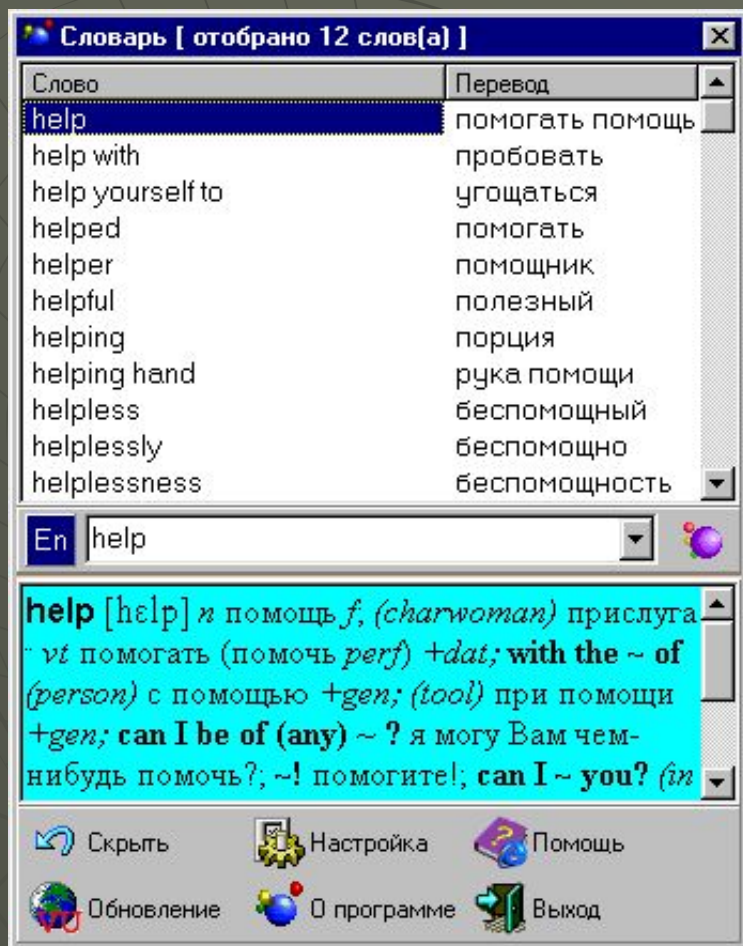 Словарь [ отобрано 12 слов(а) ]
Слово Перевод
help помогать помощь
help with пробовать
help yourself to угощаться
helped помогать
helper помощник
helpful полезный
helping порция
helping hand рука помощи
helpless беспомощный
helplessly беспомощно
helplessness беспомощность
En help
help [hɛlp] n помощь f; (charwoman) прислуга
¨ vt помогать (помочь perf) +dat; with the ~ of
(person) с помощью +gen; (tool) при помощи
+gen; can I be of (any) ~ ? я могу Вам чем-
нибудь помочь?; ~! помогите!; can I ~ you? (in
Скрыть Настройка Помощь
Обновление О программе Выход